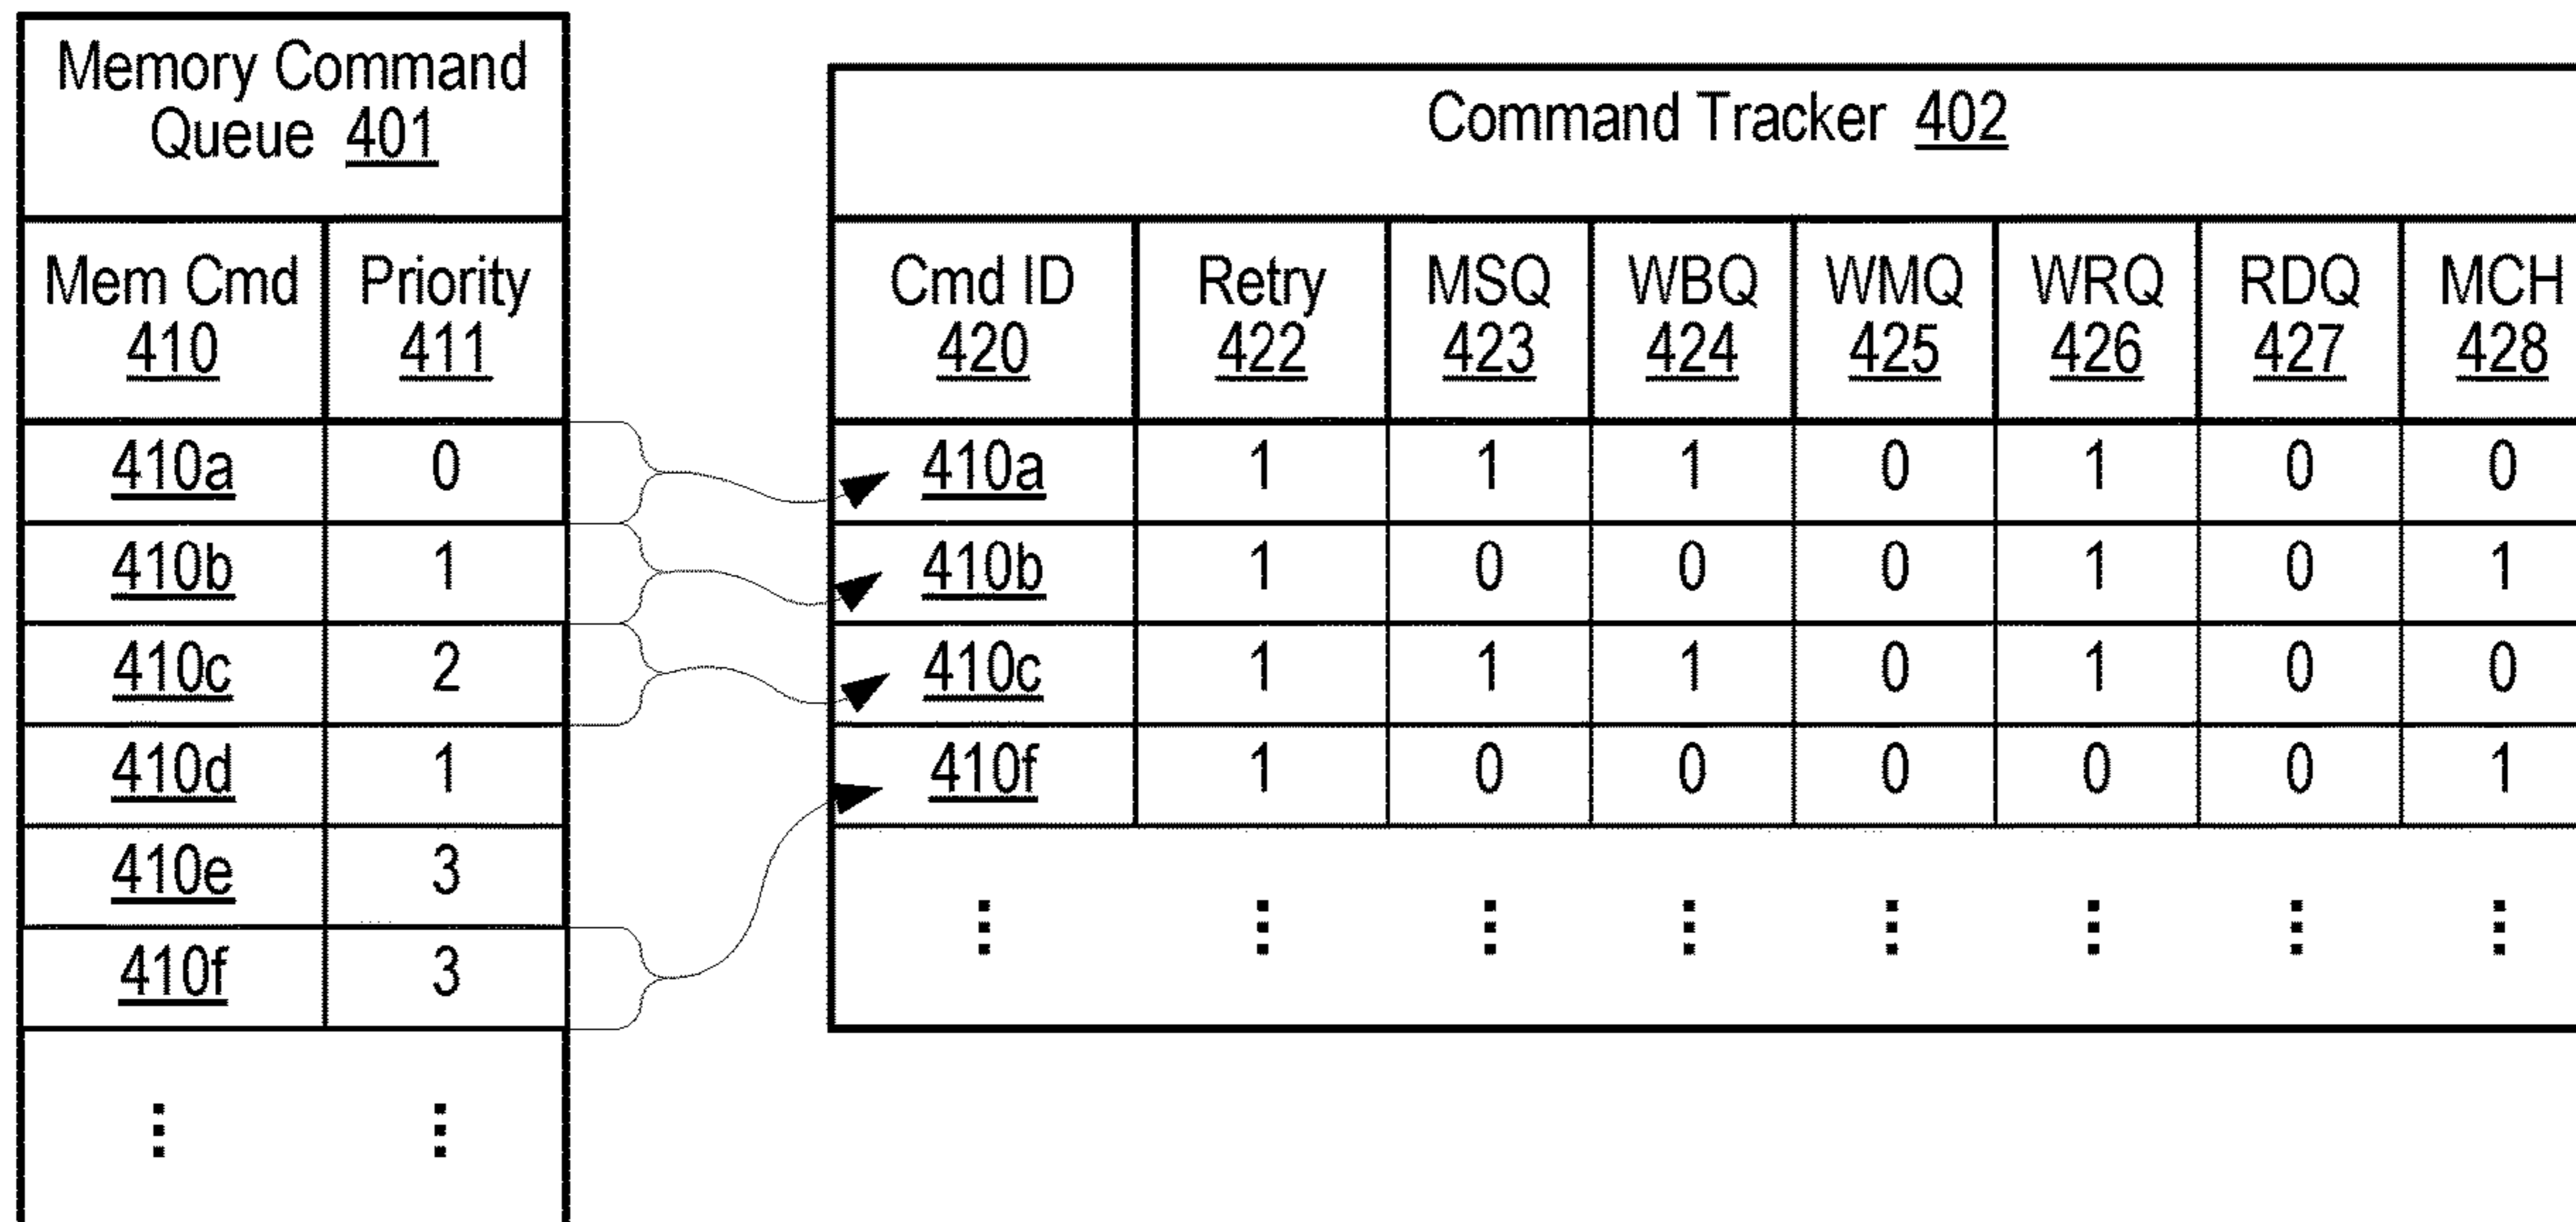 Memory Command
Queue 401
Mem Cmd Priority
410 411
410a 0
410b 1
410c 2
410d 1
410e 3
410f 3
Command Tracker 402
Cmd ID Retry MSQ WBQ WMQ WRQ RDQ MCH
420 422 423 424 425 426 427 428
410a 1 1 1 0 1 0 0
410b 1 0 0 0 1 0 1
410c 1 1 1 0 1 0 0
410f 1 0 0 0 0 0 1